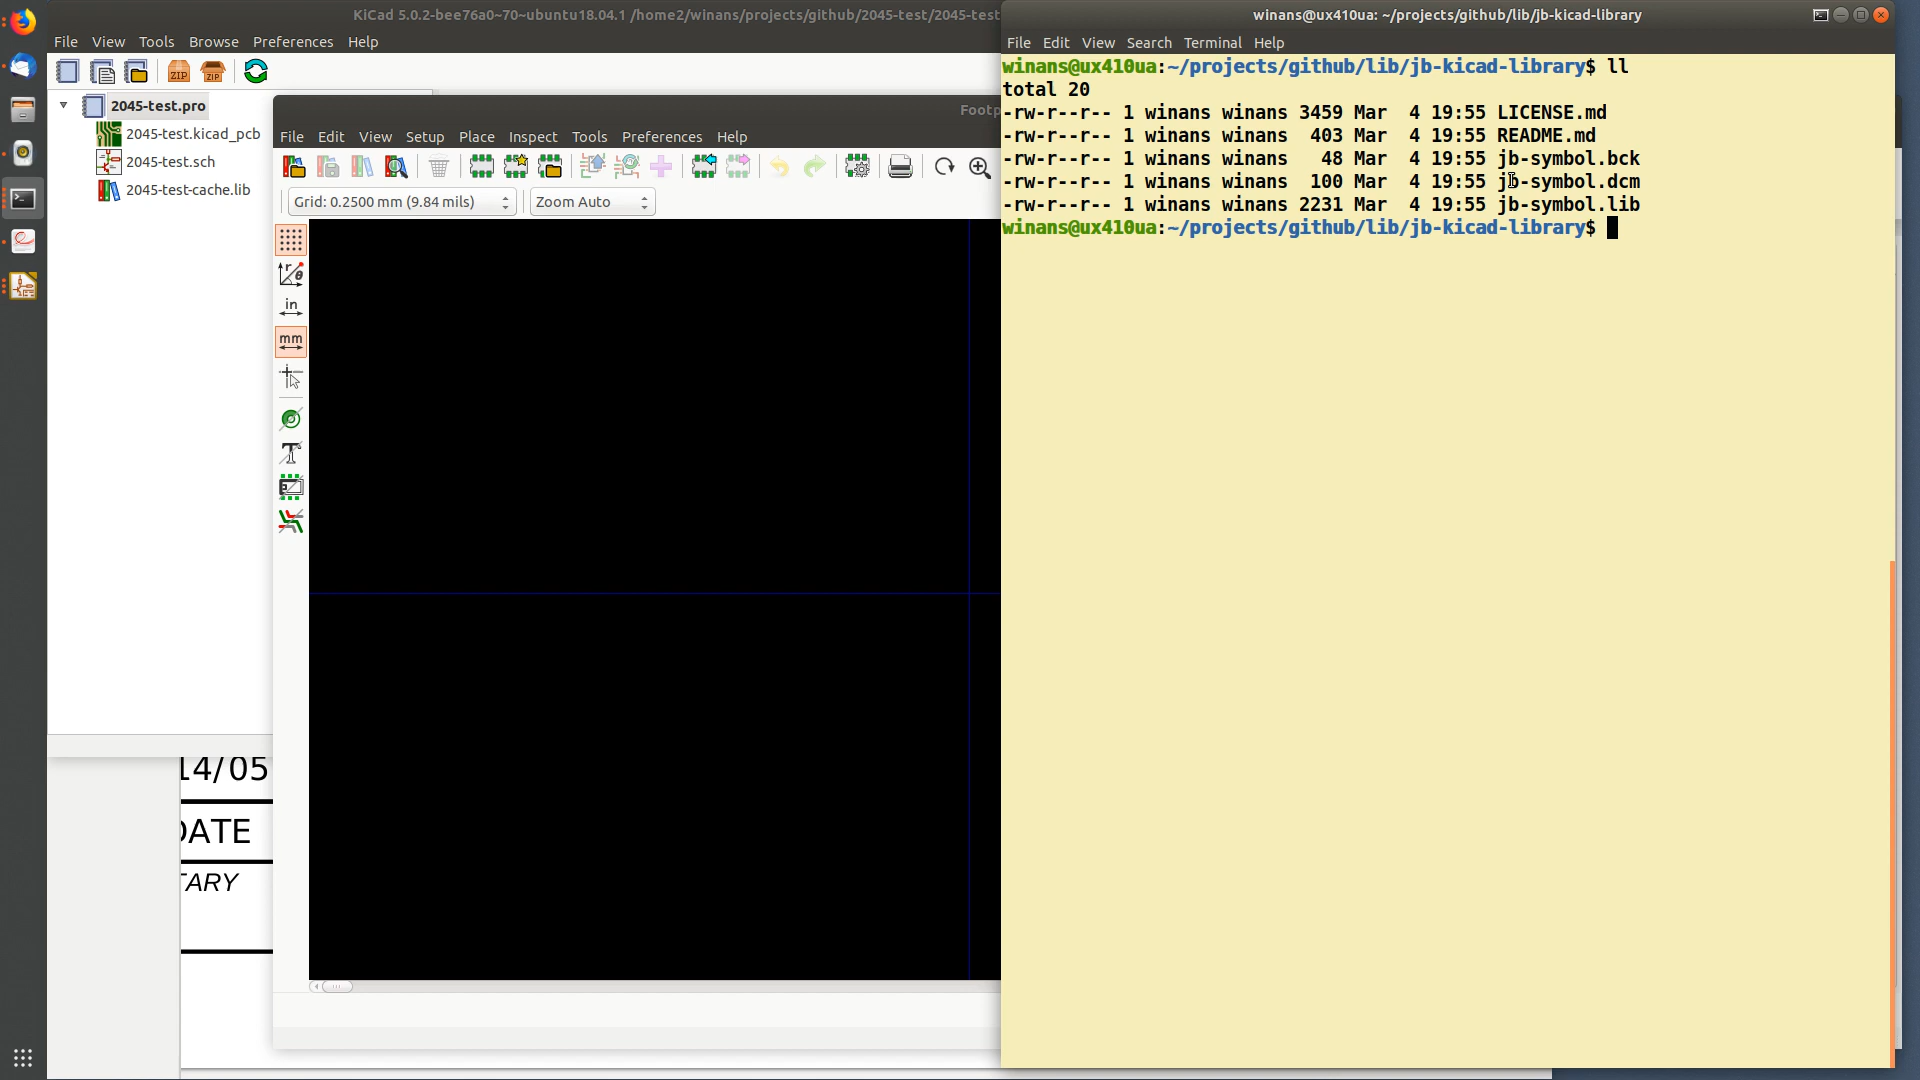 KiCad 5.0.2-bee76a0~70~ubuntu18.04.1 /home2/winans/projects/github/2045-test/2045-test
File View Tools Browse Preferences Help
ZIP ZIP
2045-test.pro
2045-test.kicad_pcb
2045-test.sch
2045-test-cache.lib
14/05
DATE
TARY
Footp
File Edit View Setup Place Inspect Tools Preferences Help
Grid: 0.2500 mm (9.84 mils) Zoom Auto
in
mm
winans@ux410ua: ~/projects/github/lib/jb-kicad-library
File Edit View Search Terminal Help
winans@ux410ua:~/projects/github/lib/jb-kicad-library$ ll
total 20
-rw-r--r-- 1 winans winans 3459 Mar  4 19:55 LICENSE.md
-rw-r--r-- 1 winans winans  403 Mar  4 19:55 README.md
-rw-r--r-- 1 winans winans   48 Mar  4 19:55 jb-symbol.bck
-rw-r--r-- 1 winans winans  100 Mar  4 19:55 jb-symbol.dcm
-rw-r--r-- 1 winans winans 2231 Mar  4 19:55 jb-symbol.lib
winans@ux410ua:~/projects/github/lib/jb-kicad-library$